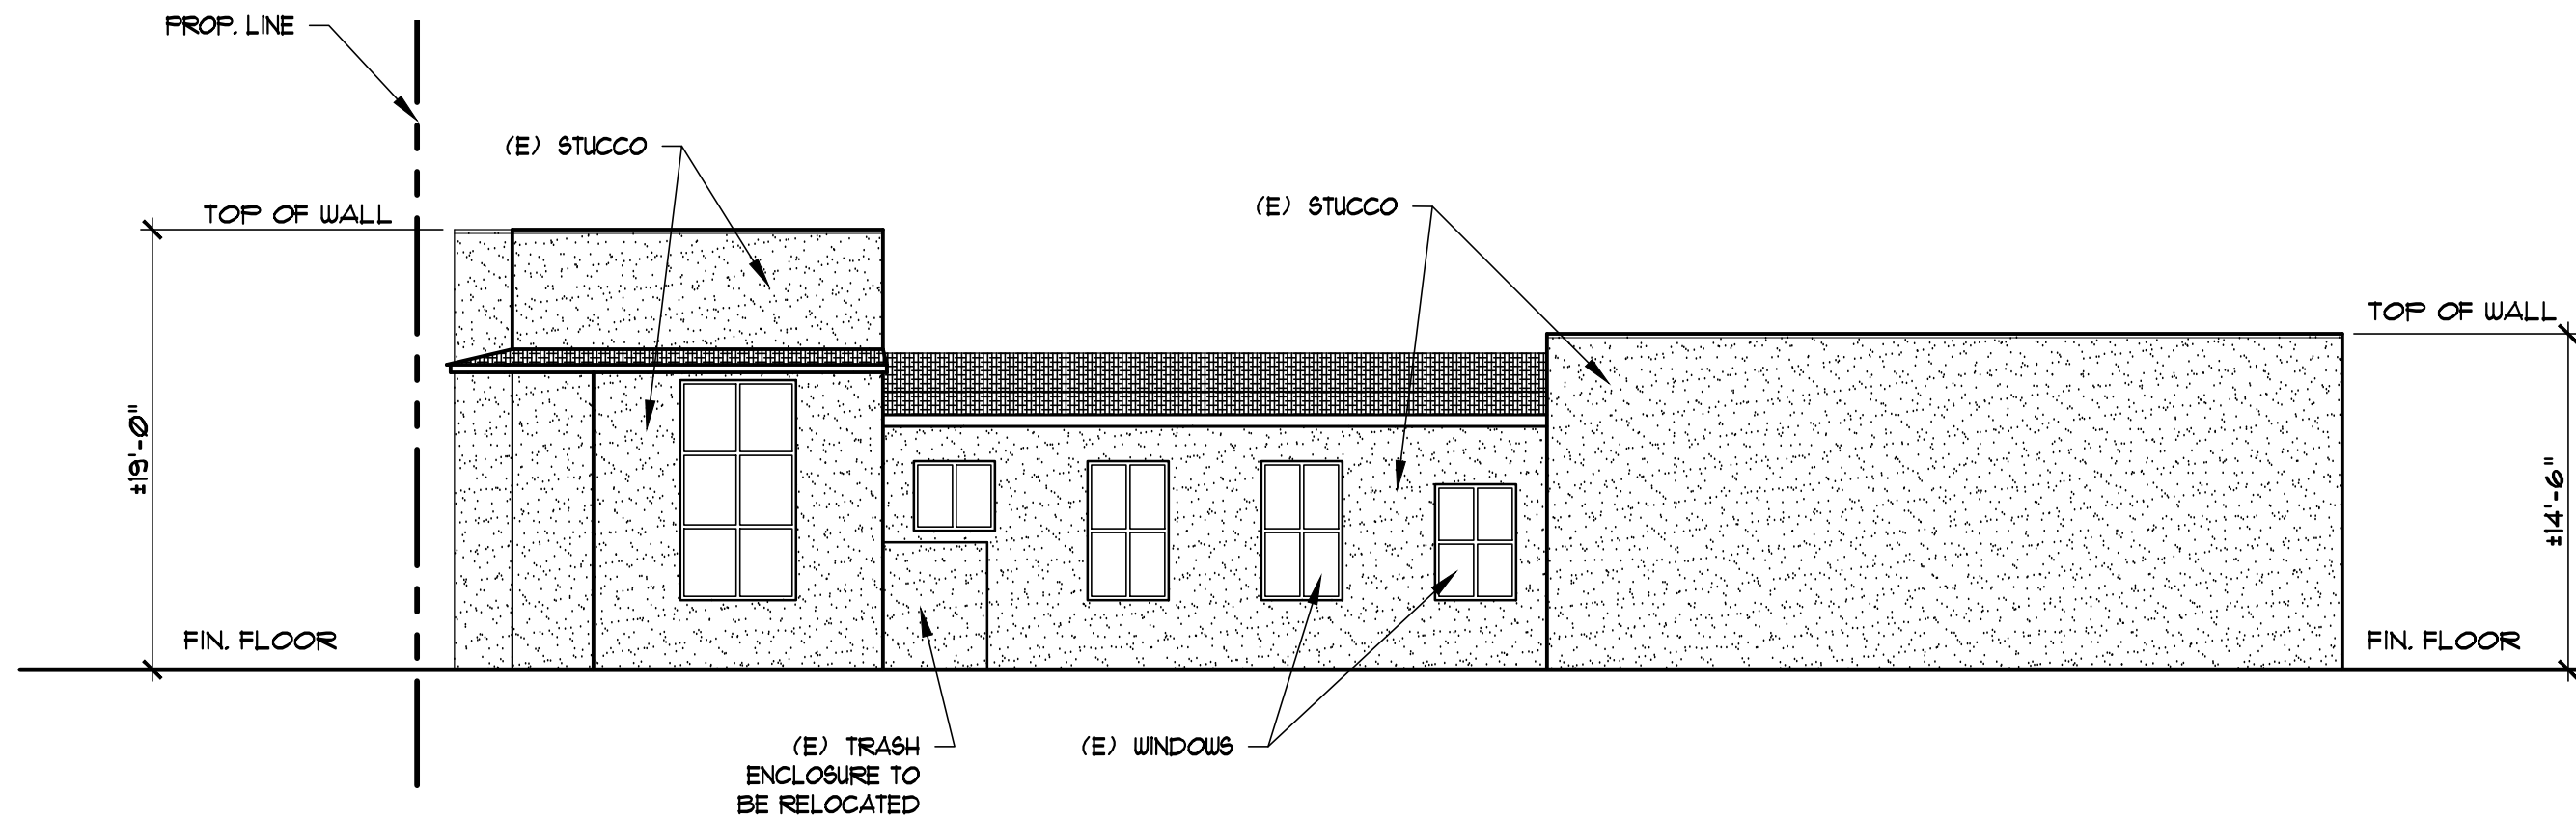 PROP. LINE
(E) STUCCO
TOP OF WALL
(E) STUCCO
TOP OF WALL
±19'-0"
±14'-6"
FIN. FLOOR
FIN. FLOOR
(E) TRASH
ENCLOSURE TO
BE RELOCATED
(E) WINDOWS